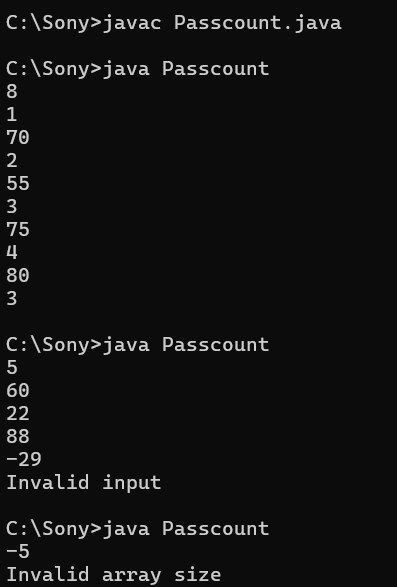 C:\Sony>javac Passcount.java
C:\Sony>java Passcount
8
1
70
2
55
3
75
4
80
3
C:\Sony>java Passcount
5
60
22
88
-29
Invalid input
C:\Sony>java Passcount
-5
Invalid array size